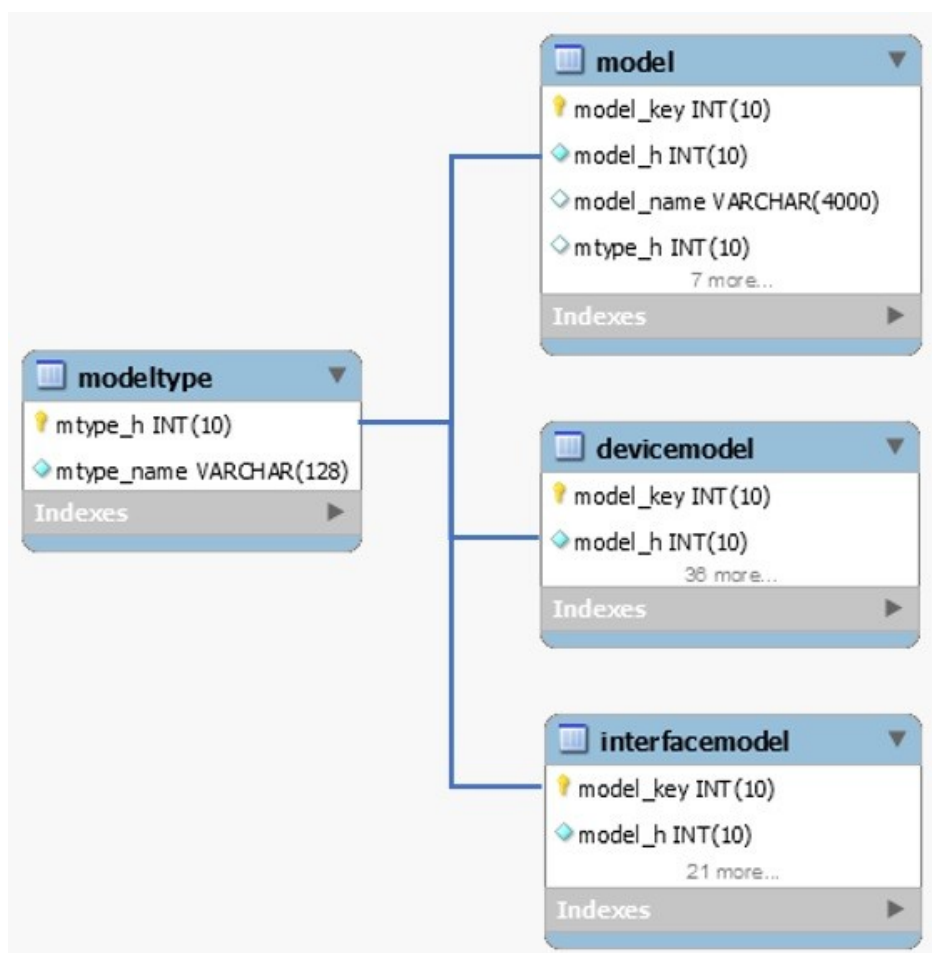 model
model_key INT(10)
model_h INT(10)
model_name VARCHAR(4000)
mtype_h INT(10)
7 more...
Indexes
modeltype
mtype_h INT(10)
mtype_name VARCHAR(128)
Indexes
devicemodel
model_key INT(10)
model_h INT(10)
36 more...
Indexes
interfacemodel
model_key INT(10)
model_h INT(10)
21 more...
Indexes